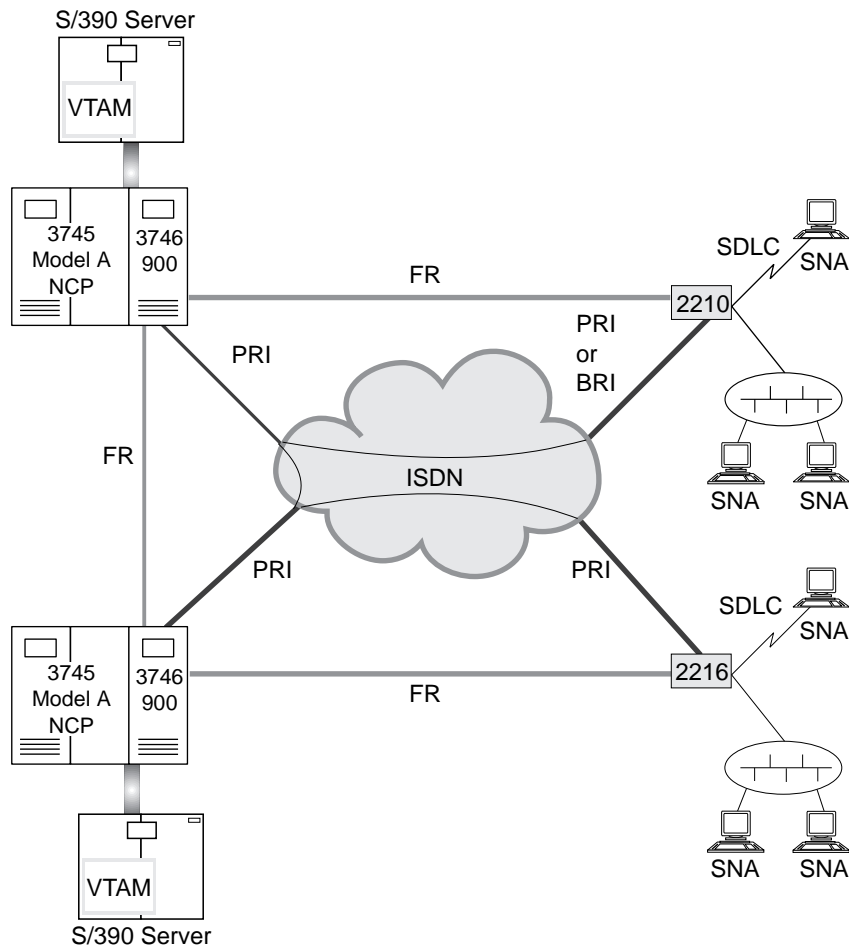 S/390 Server
VTAM
3745
Model A
NCP
3746
900
FR
2210
SDLC
SNA
PRI
PRI
or
BRI
SNA
SNA
FR
ISDN
PRI
PRI
SDLC
SNA
3745
Model A
NCP
3746
900
FR
2216
SNA
SNA
VTAM
S/390 Server